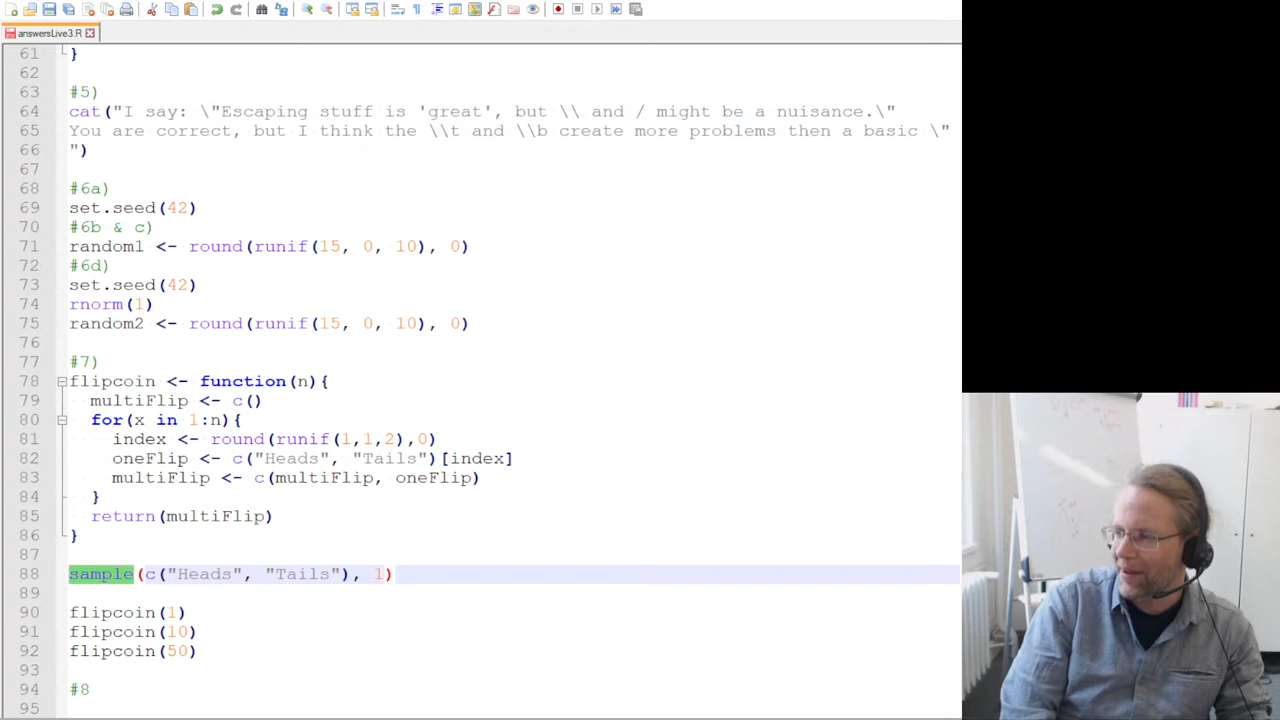 answersLive3.R
61 }
62
63 #5)
64 cat("I say: \"Escaping stuff is 'great', but \\ and / might be a nuisance.\"
65 You are correct, but I think the \\t and \\b create more problems then a basic \"
66 ")
67
68 #6a)
69 set.seed(42)
70 #6b & c)
71 random1 <- round(runif(15, 0, 10), 0)
72 #6d)
73 set.seed(42)
74 rnorm(1)
75 random2 <- round(runif(15, 0, 10), 0)
76
77 #7)
78 flipcoin <- function(n){
79 multiFlip <- c()
80 for(x in 1:n){
81 index <- round(runif(1,1,2),0)
82 oneFlip <- c("Heads", "Tails")[index]
83 multiFlip <- c(multiFlip, oneFlip)
84 }
85 return(multiFlip)
86 }
87
88 sample(c("Heads", "Tails"), 1)
89
90 flipcoin(1)
91 flipcoin(10)
92 flipcoin(50)
93
94 #8
95